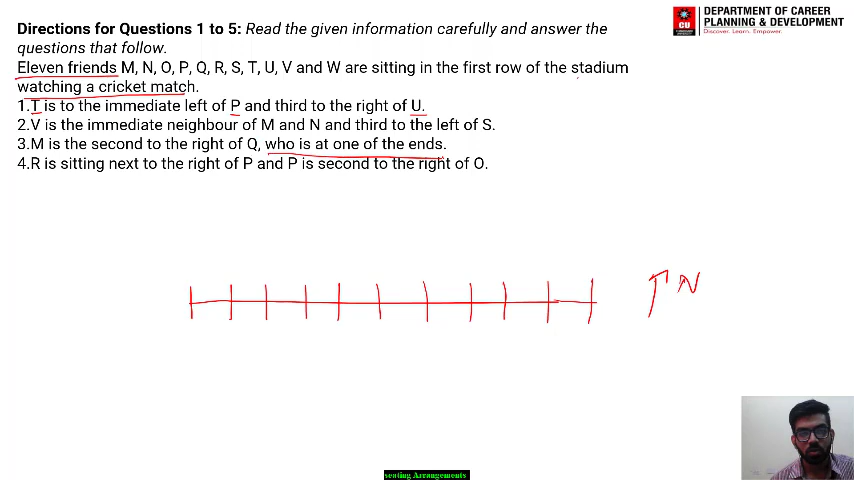 Directions for Questions 1 to 5: Read the given information carefully and answer the
questions that follow.
Eleven friends M, N, O, P, Q, R, S, T, U, V and W are sitting in the first row of the stadium
watching a cricket match.
1.T is to the immediate left of P and third to the right of U.
2.V is the immediate neighbour of M and N and third to the left of S.
3.M is the second to the right of Q, who is at one of the ends.
4.R is sitting next to the right of P and P is second to the right of O.
DEPARTMENT OF CAREER
PLANNING & DEVELOPMENT
Discover. Learn. Empower.
CU
N
seating Arrangements